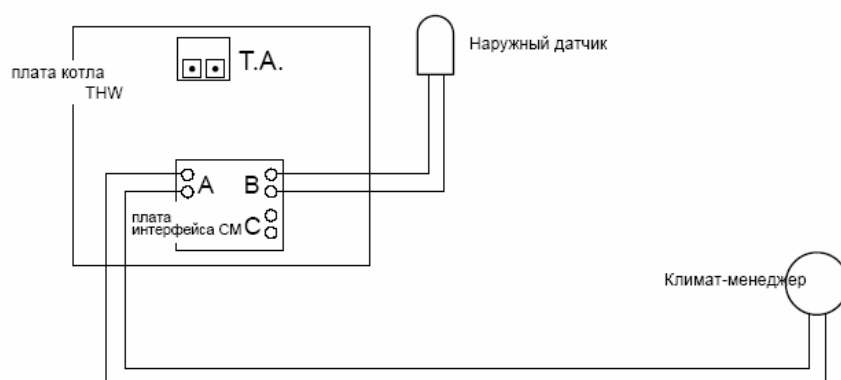 Наружный датчик
T.A.
плата котла
THW
A
B
плата
интерфейса СМ
C
Климат-менеджер